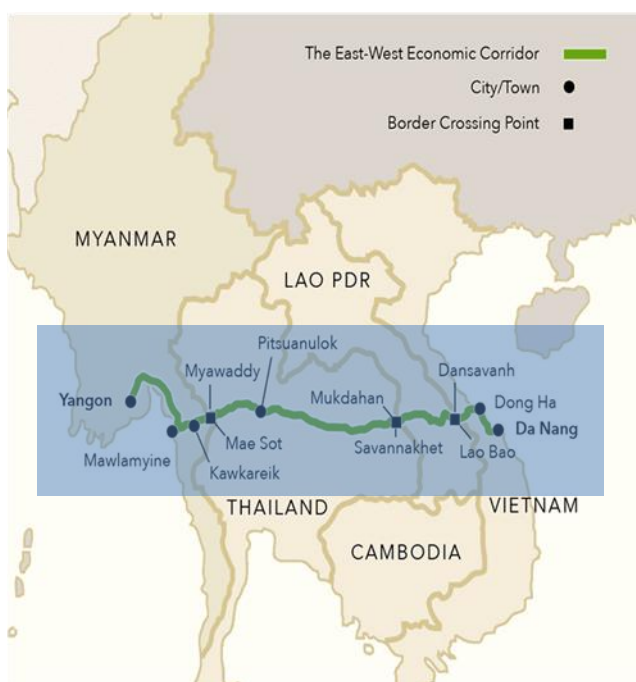 The East-West Economic Corridor
City/Town
Border Crossing Point
MYANMAR
LAO PDR
Pitsuanulok
Myawaddy
Dansavanh
Yangon
Mukdahan
Dong Ha
Da Nang
Mae Sot
Savannakhet
Lao Bao
Mawlamyine
Kawkareik
THAILAND
VIETNAM
CAMBODIA